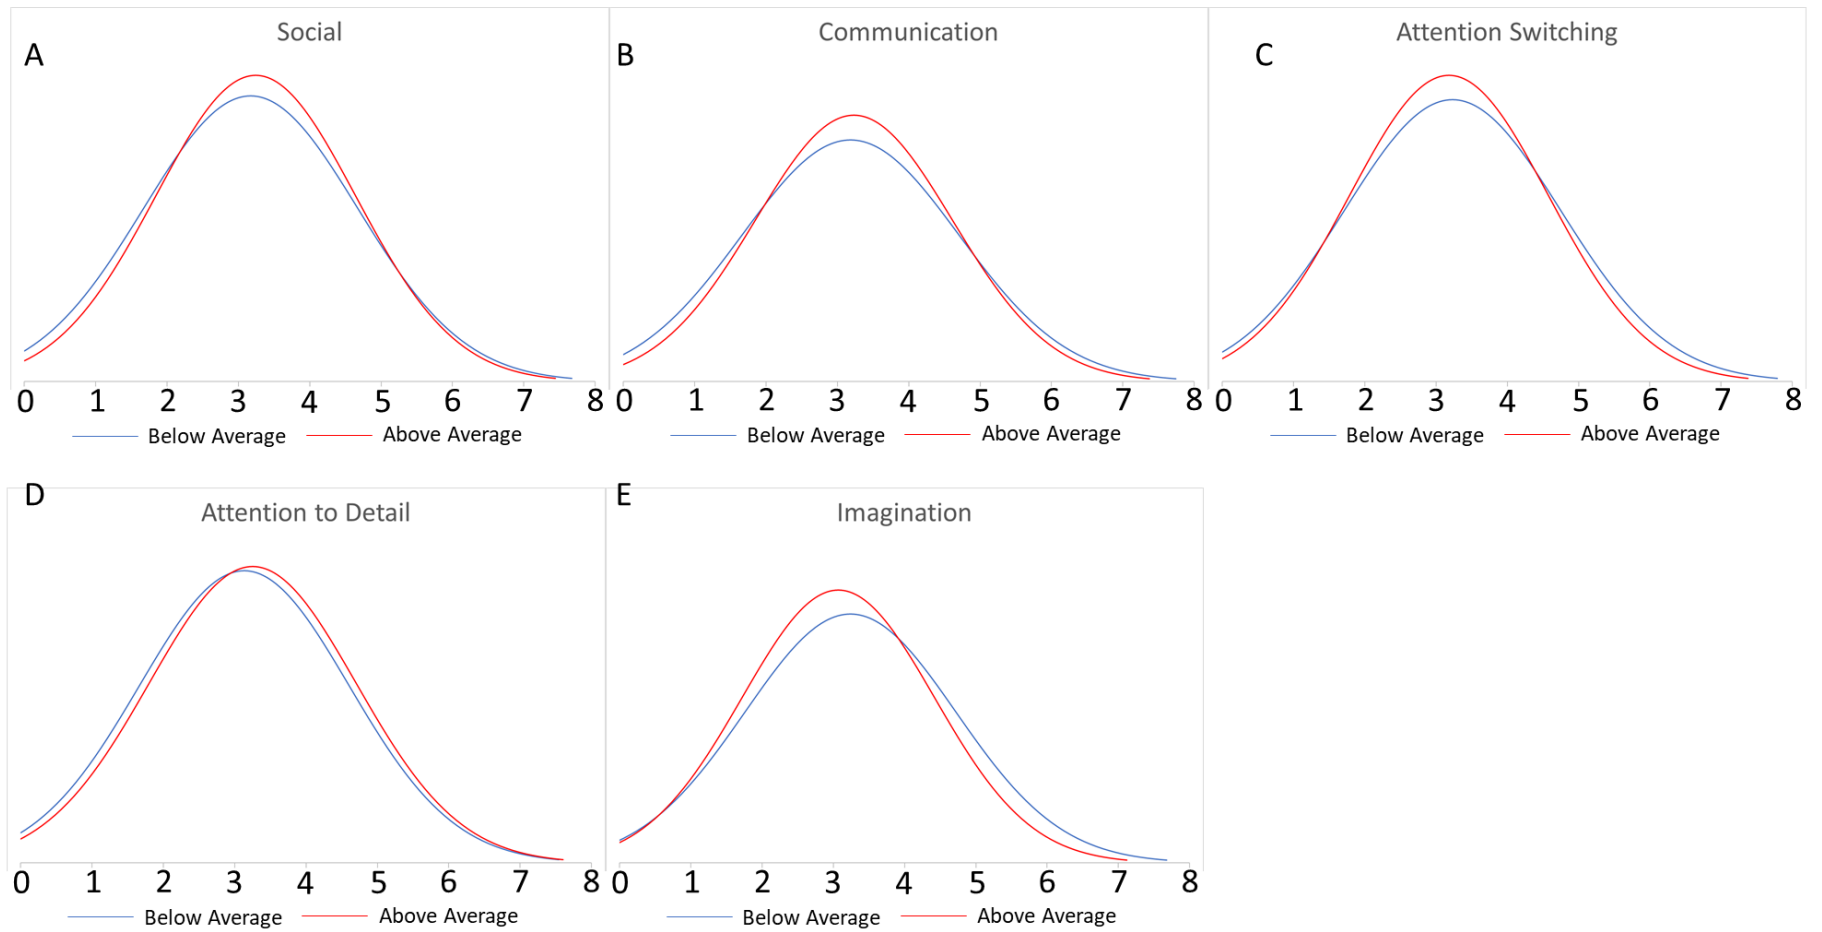 A
Social
0 1 2 3 4 5 6 7 8
Below Average Above Average
B
Communication
0 1 2 3 4 5 6 7 8
Below Average Above Average
C
Attention Switching
0 1 2 3 4 5 6 7 8
Below Average Above Average
D
Attention to Detail
0 1 2 3 4 5 6 7 8
Below Average Above Average
E
Imagination
0 1 2 3 4 5 6 7 8
Below Average Above Average